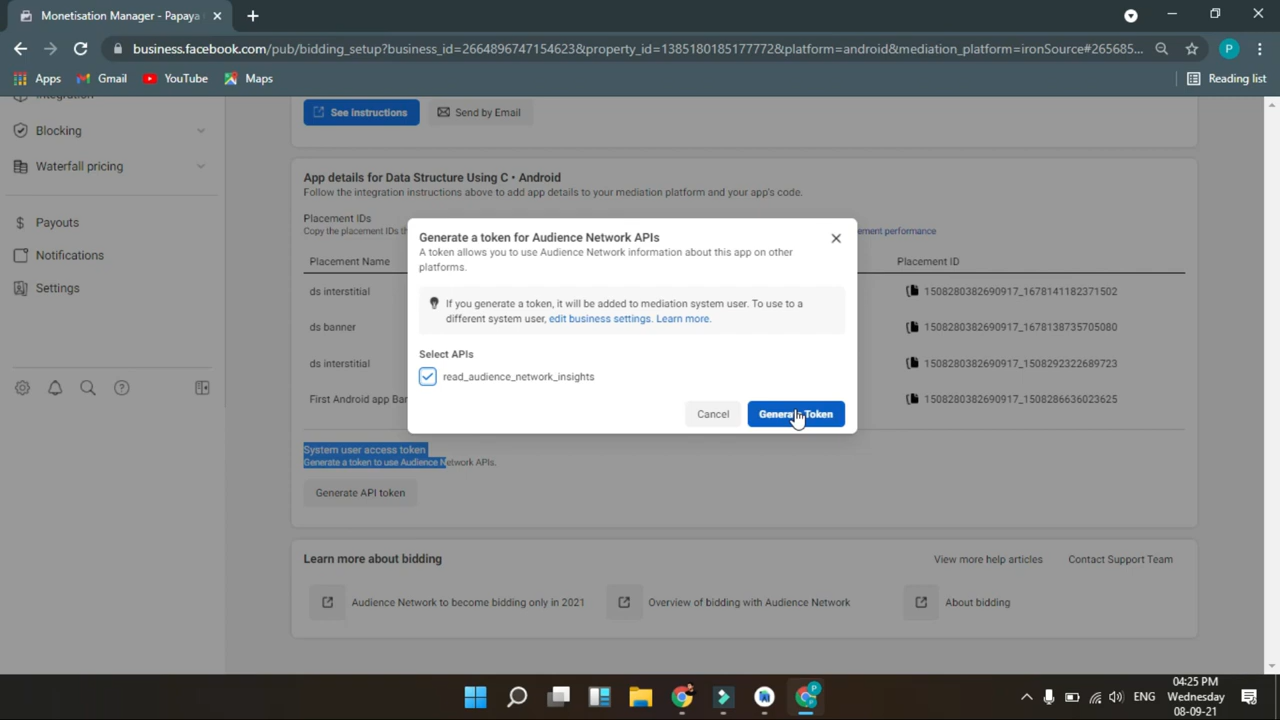 Monetisation Manager - Papaya
business.facebook.com/pub/bidding_setup?business_id=2664896747154623&property_id=1385180185177772&platform=android&mediation_platform=ironSource#265685...
P
Apps
Gmail
YouTube
Maps
Reading list
Integration
Blocking
Waterfall pricing
$ Payouts
Notifications
Settings
See Instructions
Send by Email
App details for Data Structure Using C • Android
Follow the integration instructions above to add app details to your mediation platform and your app's code.
Placement IDs
Copy the placement IDs
ement performance
Placement Name
Placement ID
ds interstitial
1508280382690917_1678141182371502
ds banner
1508280382690917_1678138735705080
ds interstitial
1508280382690917_1508292322689723
First Android app Ban
1508280382690917_1508286636023625
Generate a token for Audience Network APIs
A token allows you to use Audience Network information about this app on other
platforms.
If you generate a token, it will be added to mediation system user. To use to a
different system user, edit business settings. Learn more.
Select APIs
read_audience_network_insights
Cancel
Generate Token
System user access token
Generate a token to use Audience Network APIs.
Generate API token
Learn more about bidding
View more help articles
Contact Support Team
Audience Network to become bidding only in 2021
Overview of bidding with Audience Network
About bidding
P
ENG
04:25 PM
Wednesday
08-09-21